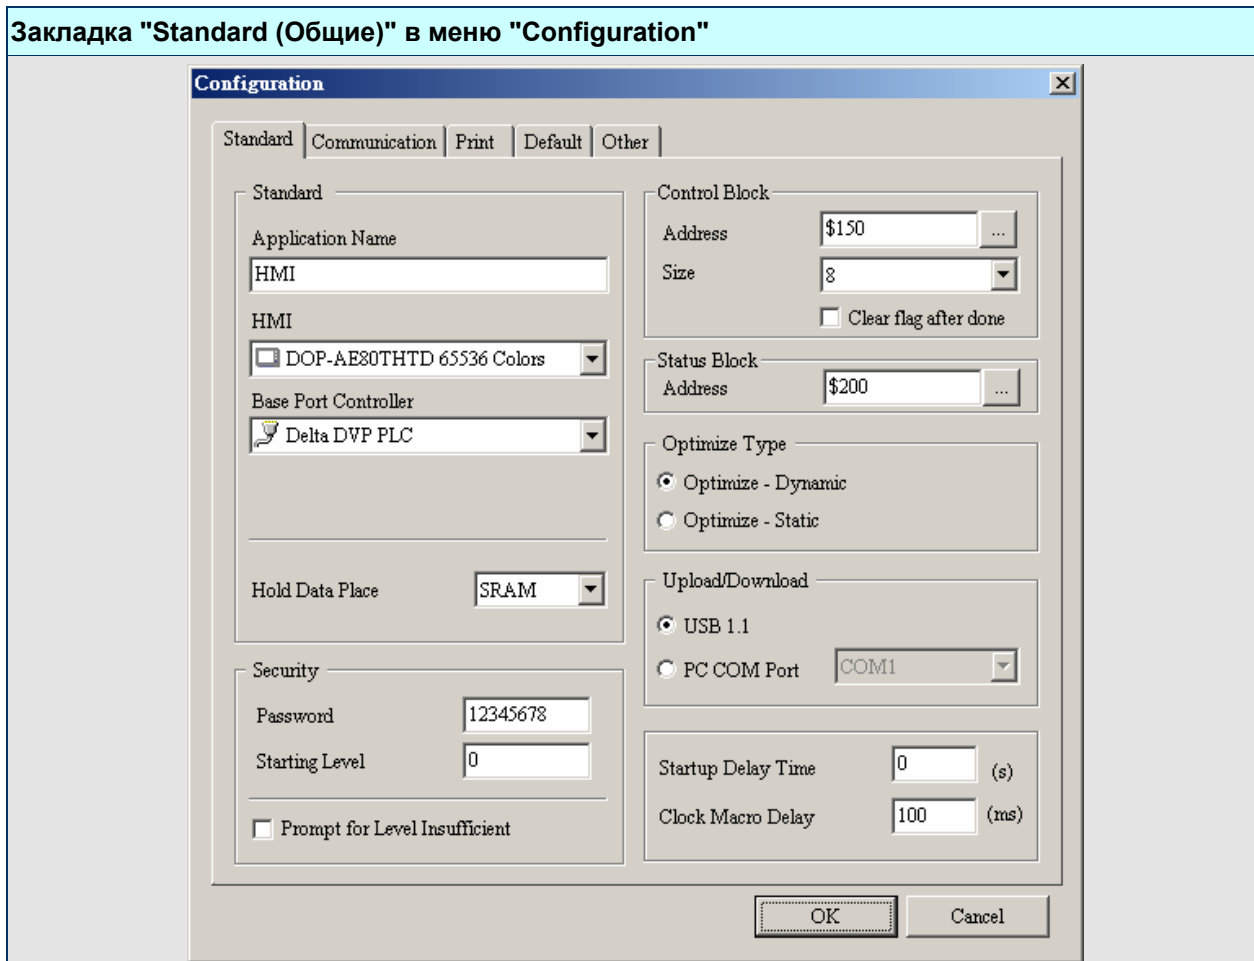 Закладка "Standard (Общие)" в меню "Configuration"
Configuration
Standard Communication Print Default Other
Standard
Application Name
HMI
HMI
DOP-AE80THTD 65536 Colors
Base Port Controller
Delta DVP PLC
Hold Data Place SRAM
Security
Password 12345678
Starting Level 0
Prompt for Level Insufficient
Control Block
Address $150 ...
Size 8
Clear flag after done
Status Block
Address $200 ...
Optimize Type
Optimize - Dynamic
Optimize - Static
Upload/Download
USB 1.1
PC COM Port COM1
Startup Delay Time 0 (s)
Clock Macro Delay 100 (ms)
OK Cancel